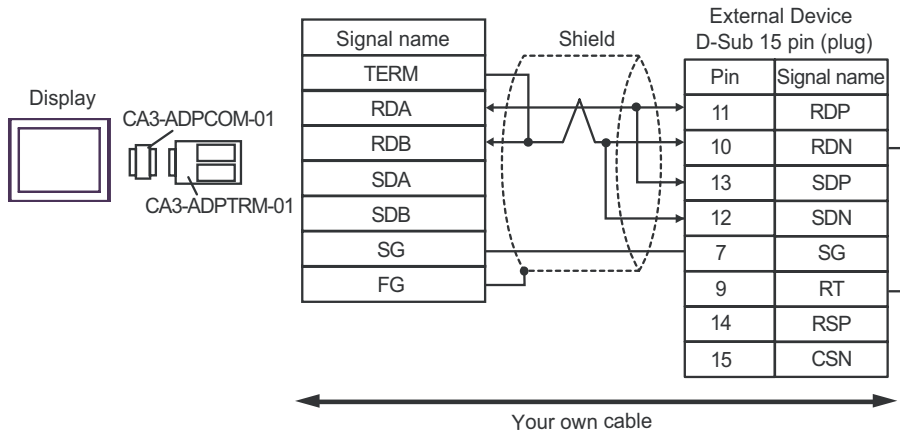 Display
CA3-ADPCOM-01
CA3-ADPTRM-01
Signal name
TERM
RDA
RDB
SDA
SDB
SG
FG
Shield
External Device
D-Sub 15 pin (plug)
Pin Signal name
11 RDP
10 RDN
13 SDP
12 SDN
7 SG
9 RT
14 RSP
15 CSN
Your own cable